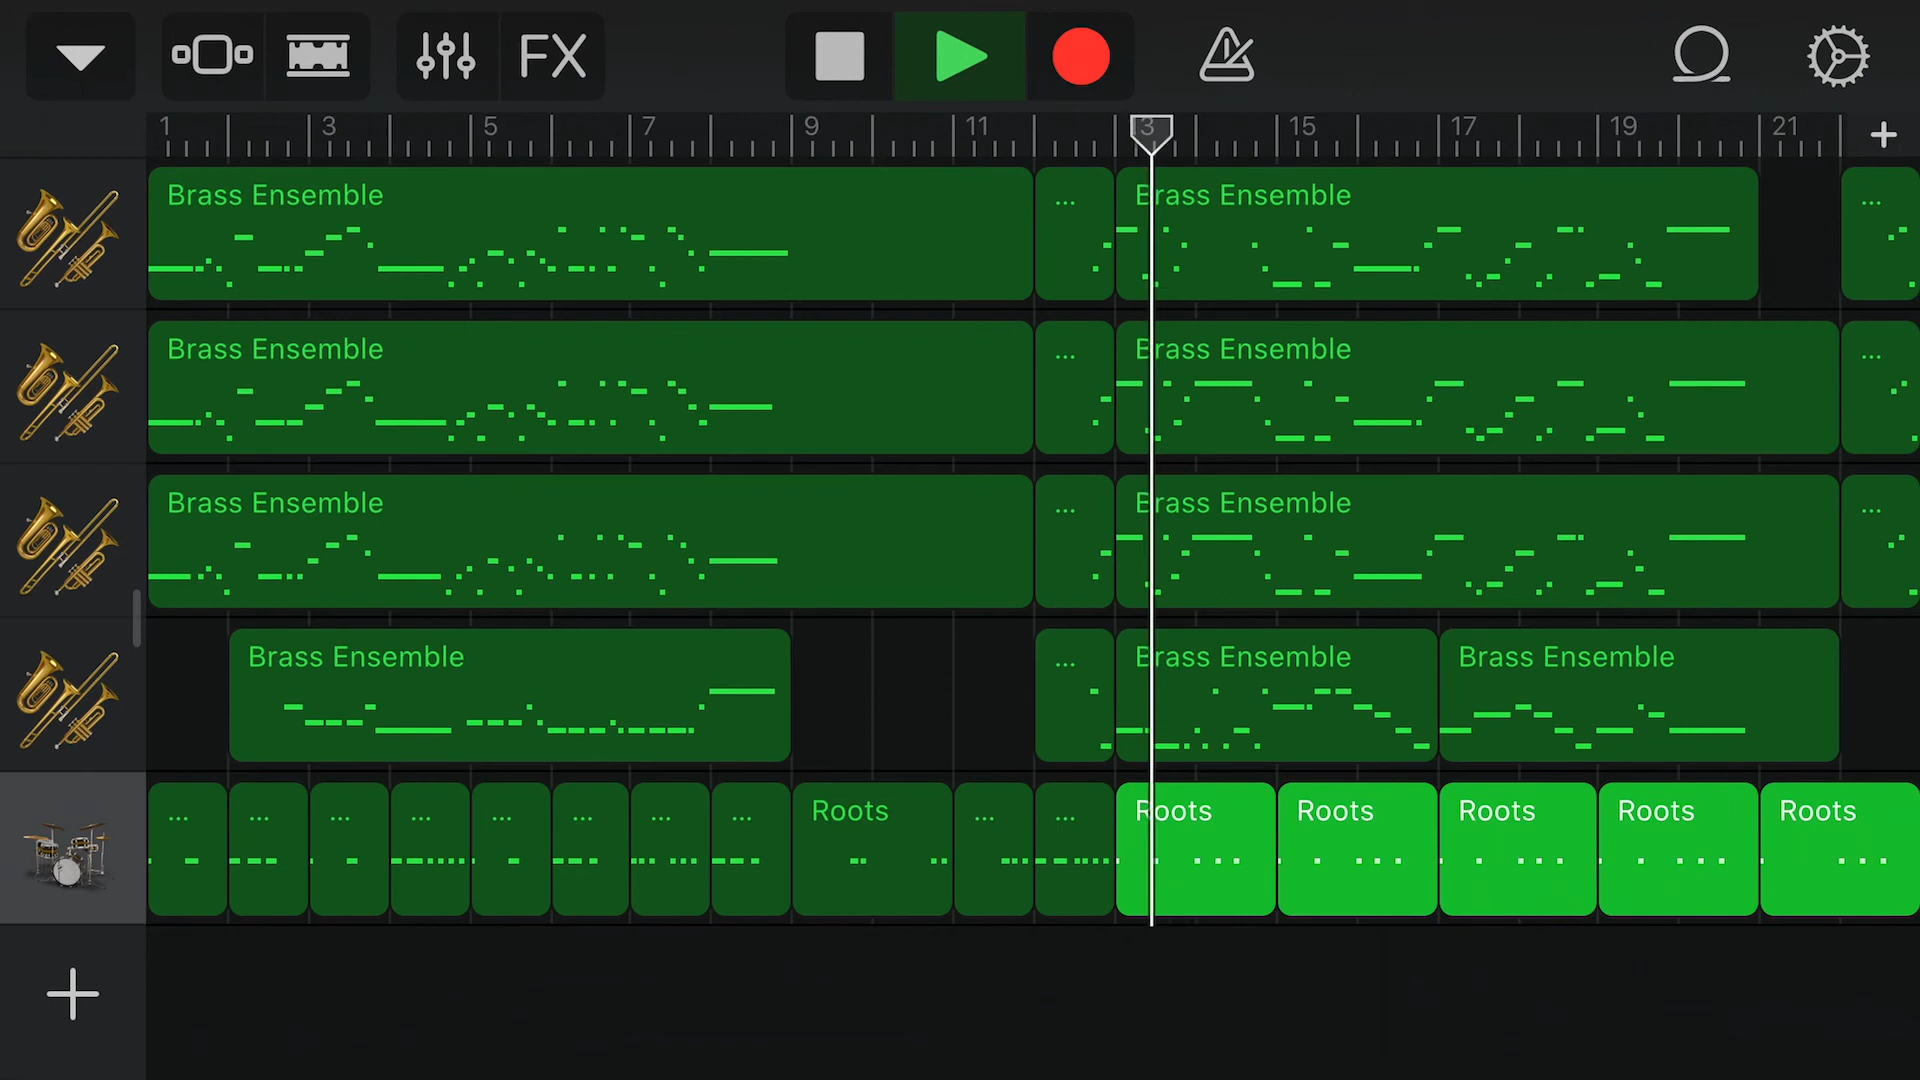 FX
1 3 5 7 9 11 3 15 17 19 21
Brass Ensemble ... Brass Ensemble ...
Brass Ensemble ... Brass Ensemble ...
Brass Ensemble ... Brass Ensemble ...
Brass Ensemble ... Brass Ensemble Brass Ensemble
... ... ... ... ... ... ... ... Roots ... ... Roots Roots Roots Roots Roots